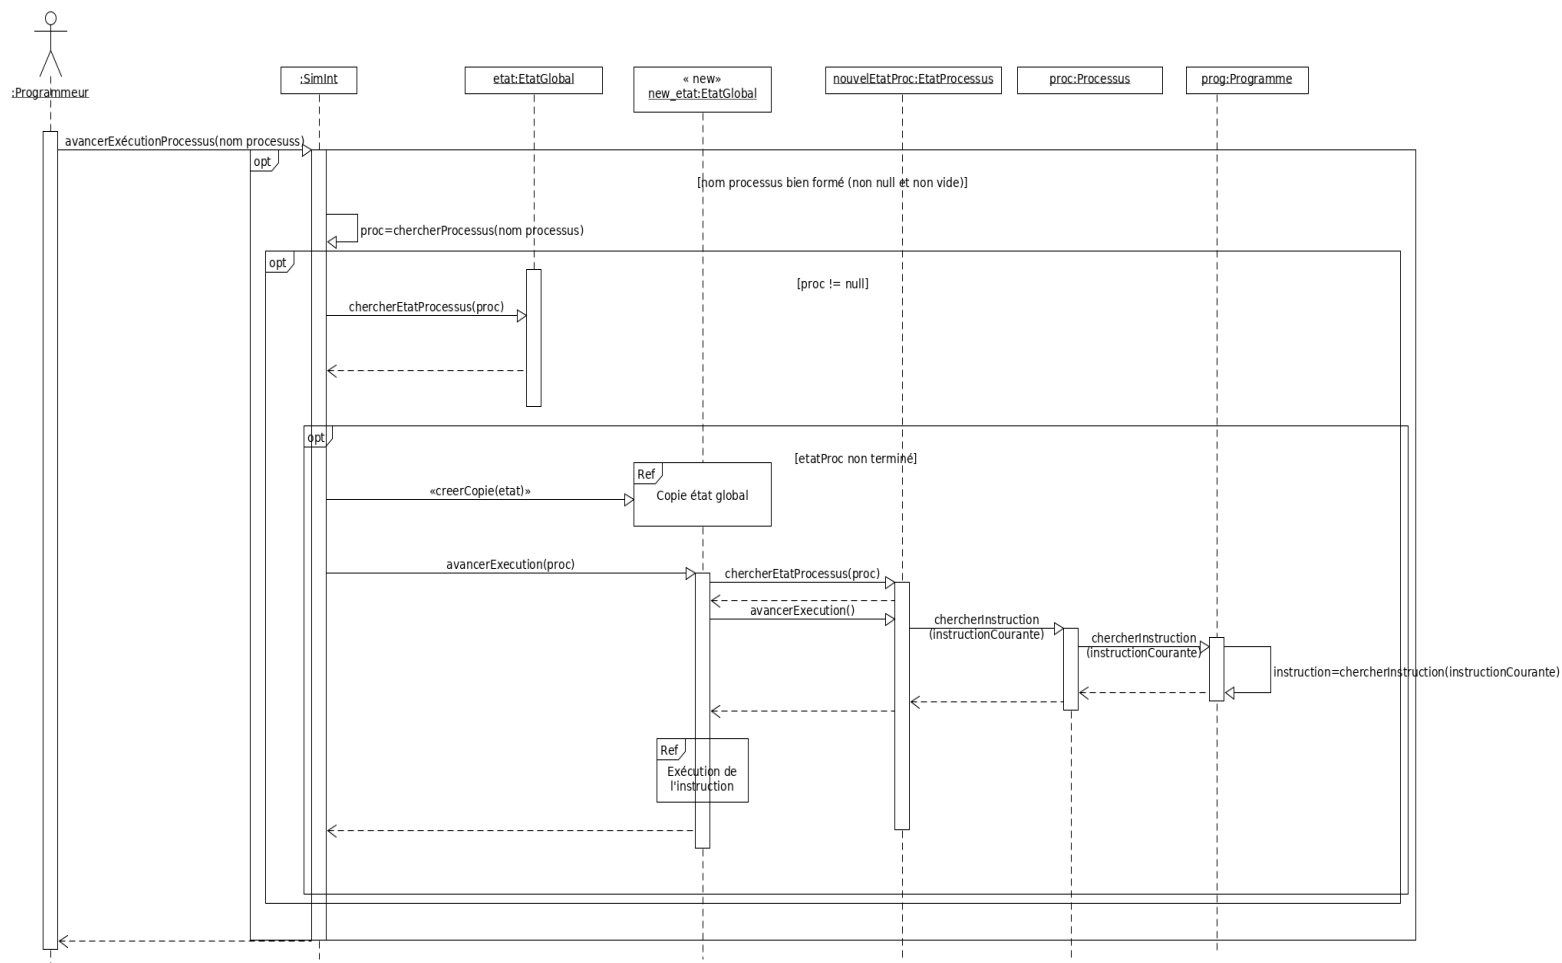 :Programmeur
:SimInt
etat:EtatGlobal
« new»
new_etat:EtatGlobal
nouvelEtatProc:EtatProcessus
proc:Processus
prog:Programme
avancerExécutionProcessus(nom procesuss)
opt
[nom processus bien formé (non null et non vide)]
proc=chercherProcessus(nom processus)
opt
[proc != null]
chercherEtatProcessus(proc)
opt
[etatProc non terminé)]
Ref
Copie état global
«creerCopie(etat)»
avancerExecution(proc)
chercherEtatProcessus(proc)
avancerExecution()
chercherInstruction
(instructionCourante)
chercherInstruction
(instructionCourante)
instruction=chercherInstruction(instructionCourante)
Ref
Exécution de
l'instruction